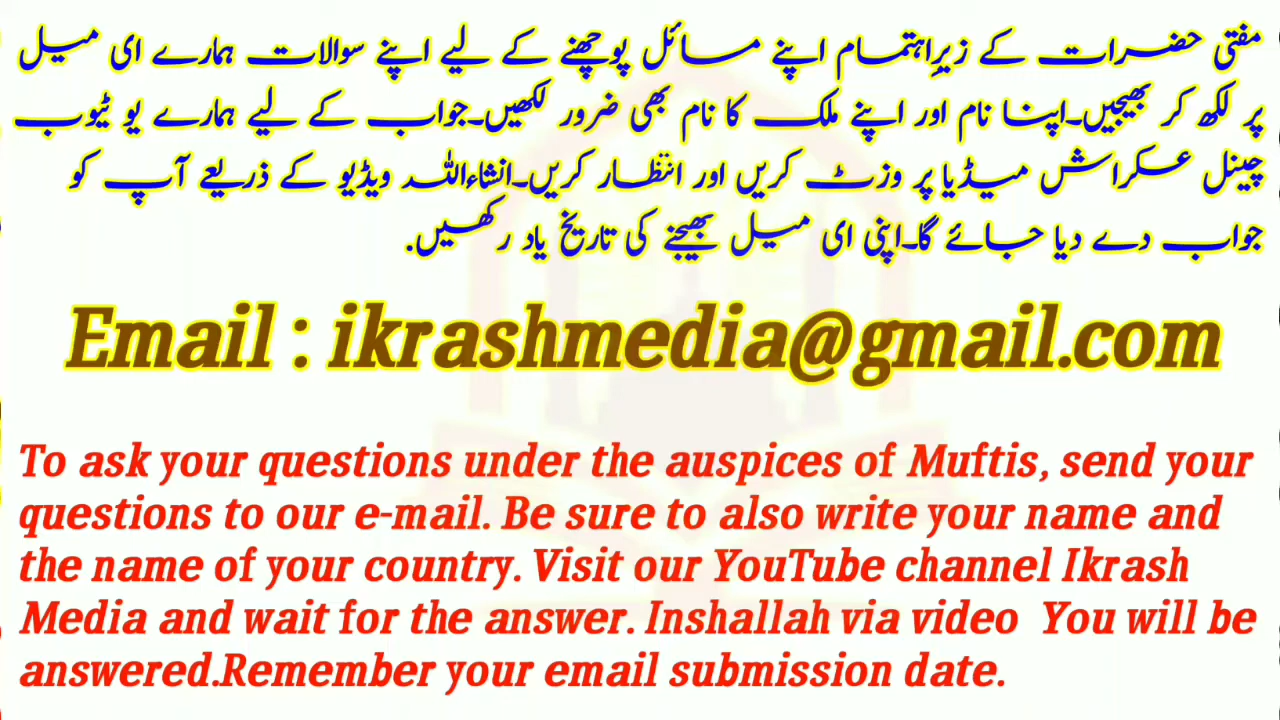 مفتی حضرات کے زیرِاہتمام اپنے مسائل پوچھنے کے لیے اپنے سوالات ہمارے ای میل
پر لکھ کر بھیجیں۔اپنا نام اور اپنے ملک کا نام بھی ضرور لکھیں۔جواب کے لیے ہمارے یو ٹیوب
چینل عکراش میڈیا پر وزٹ کریں اور انتظار کریں۔انشاءاللہ ویڈیو کے ذریعے آپ کو
جواب دے دیا جائے گا۔اپنی ای میل بھیجنے کی تاریخ یاد رکھیں.
Email : ikrashmedia@gmail.com
To ask your questions under the auspices of Muftis, send your
questions to our e-mail. Be sure to also write your name and
the name of your country. Visit our YouTube channel Ikrash
Media and wait for the answer. Inshallah via video  You will be
answered.Remember your email submission date.